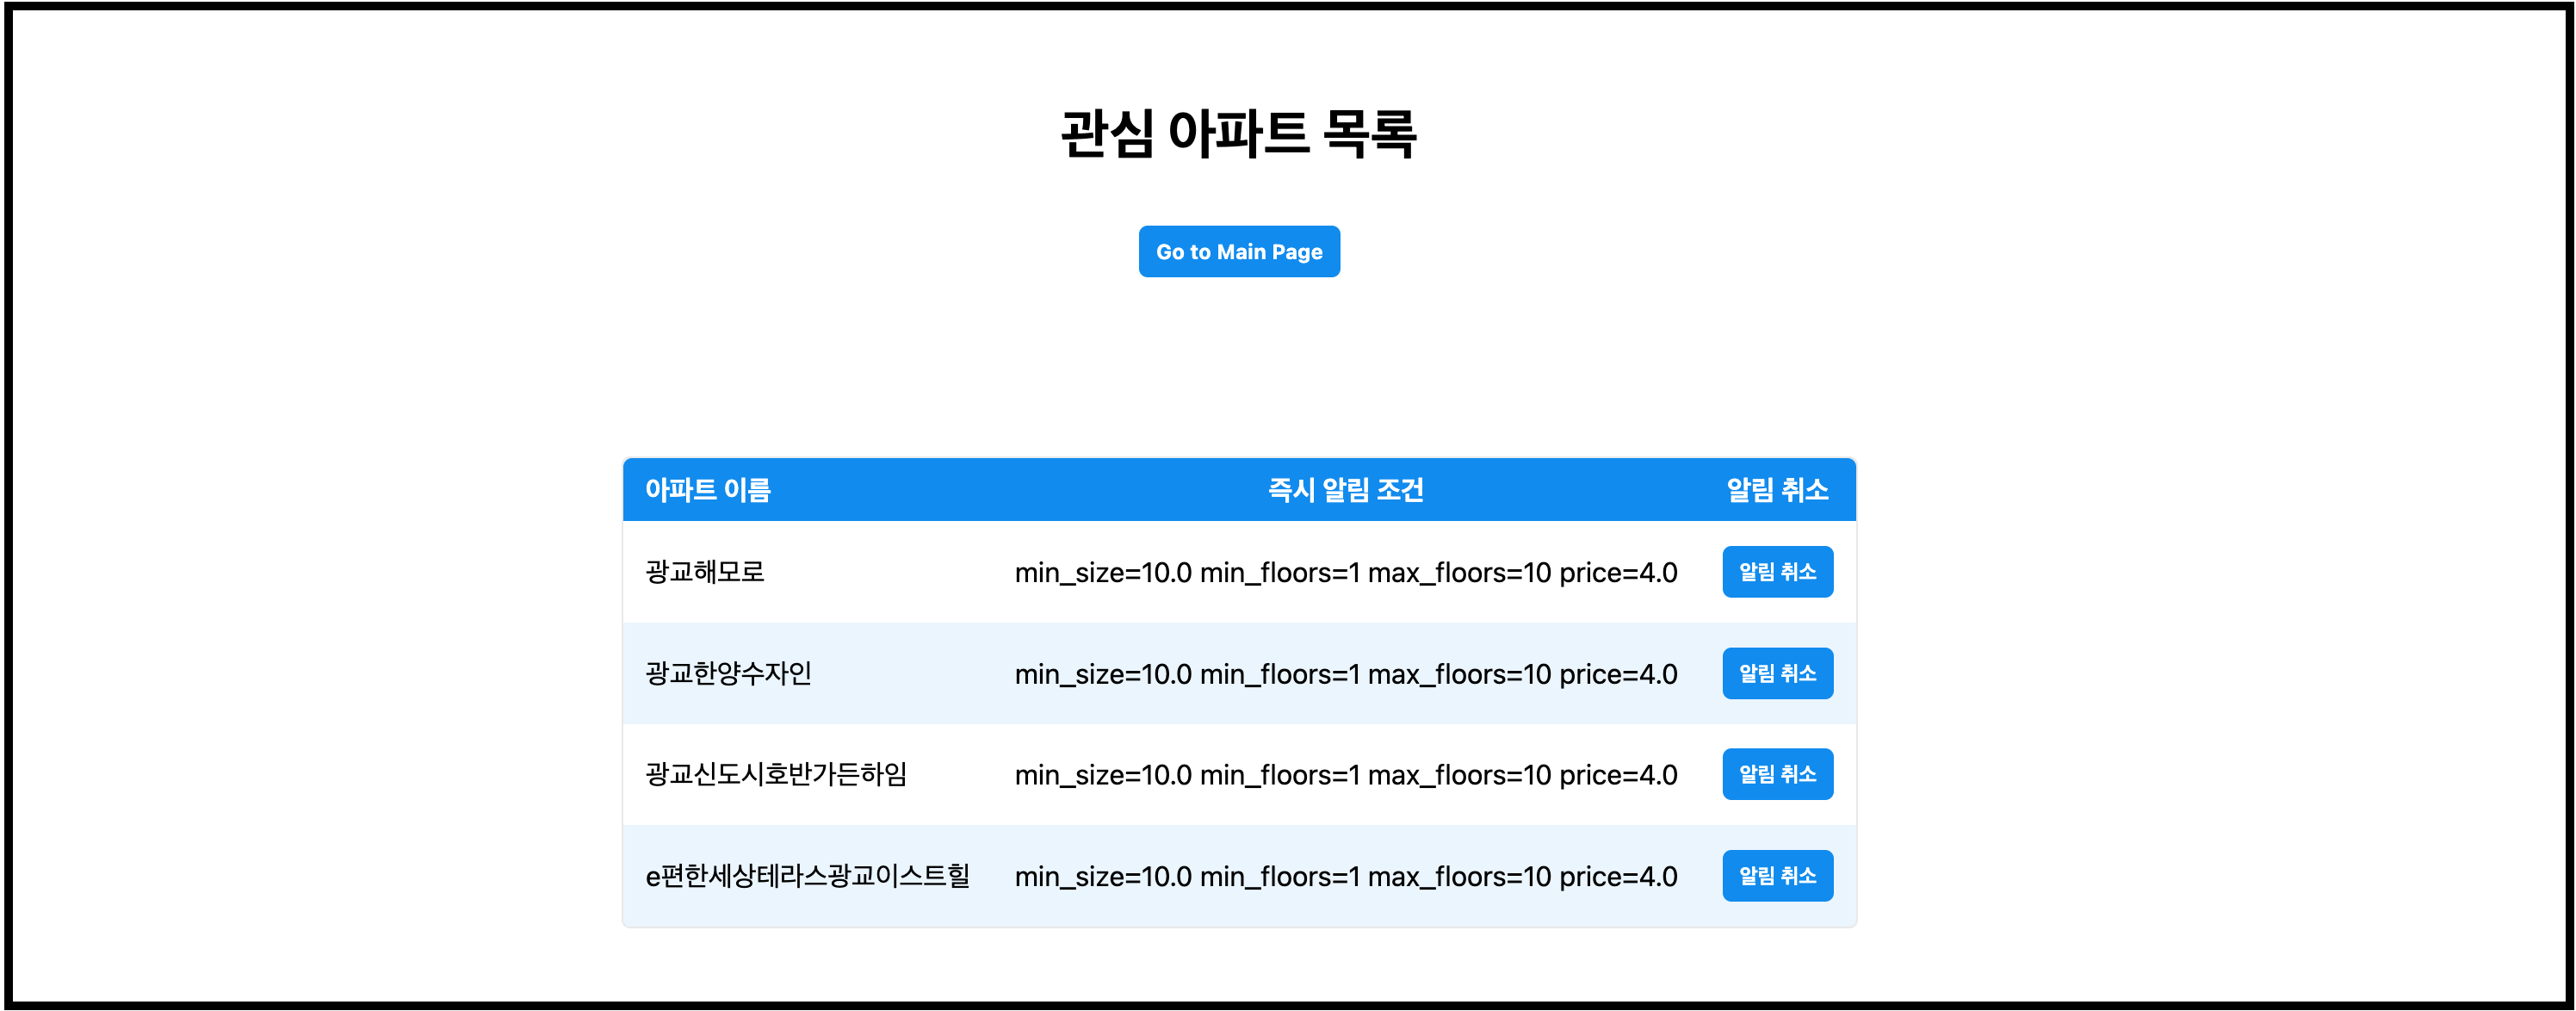 관심 아파트 목록
Go to Main Page
아파트 이름 즉시 알림 조건 알림 취소
광교해모로 min_size=10.0 min_floors=1 max_floors=10 price=4.0 알림 취소
광교한양수자인 min_size=10.0 min_floors=1 max_floors=10 price=4.0 알림 취소
광교신도시호반가든하임 min_size=10.0 min_floors=1 max_floors=10 price=4.0 알림 취소
e편한세상테라스광교이스트힐 min_size=10.0 min_floors=1 max_floors=10 price=4.0 알림 취소